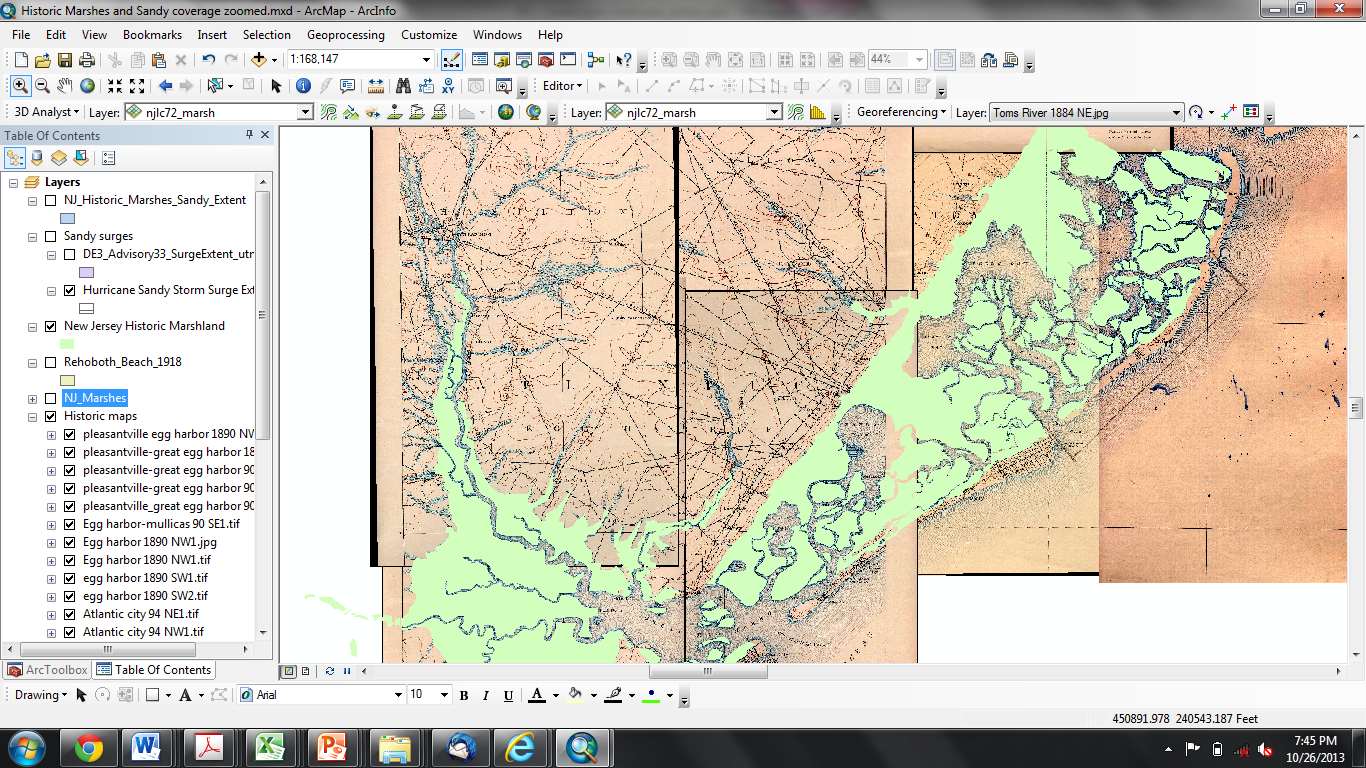 Historic Marshes and Sandy coverage zoomed.mxd - ArcMap - ArcInfo
File Edit View Bookmarks Insert Selection Geoprocessing Customize Windows Help
1:168,147 44%
Editor
3D Analyst Layer: njlc72_marsh Layer: njlc72_marsh Georeferencing Layer: Toms River 1884 NE.jpg
Table Of Contents
Layers
NJ_Historic_Marshes_Sandy_Extent
Sandy surges
DE3_Advisory33_SurgeExtent_utr
Hurricane Sandy Storm Surge Ext
New Jersey Historic Marshland
Rehoboth_Beach_1918
NJ_Marshes
Historic maps
pleasantville egg harbor 1890 NV
pleasantville-great egg harbor 18
pleasantville-great egg harbor 90
pleasantville-great egg harbor 90
pleasantville_great egg harbor 90
Egg harbor-mullicas 90 SE1.tif
Egg harbor 1890 NW1.jpg
Egg harbor 1890 NW1.tif
egg harbor 1890 SW1.tif
egg harbor 1890 SW2.tif
Atlantic city 94 NE1.tif
Atlantic city 94 NW1.tif
ArcToolbox Table Of Contents
Drawing A Arial 10 B I U A
450891.978 240543.187 Feet
7:45 PM
10/26/2013